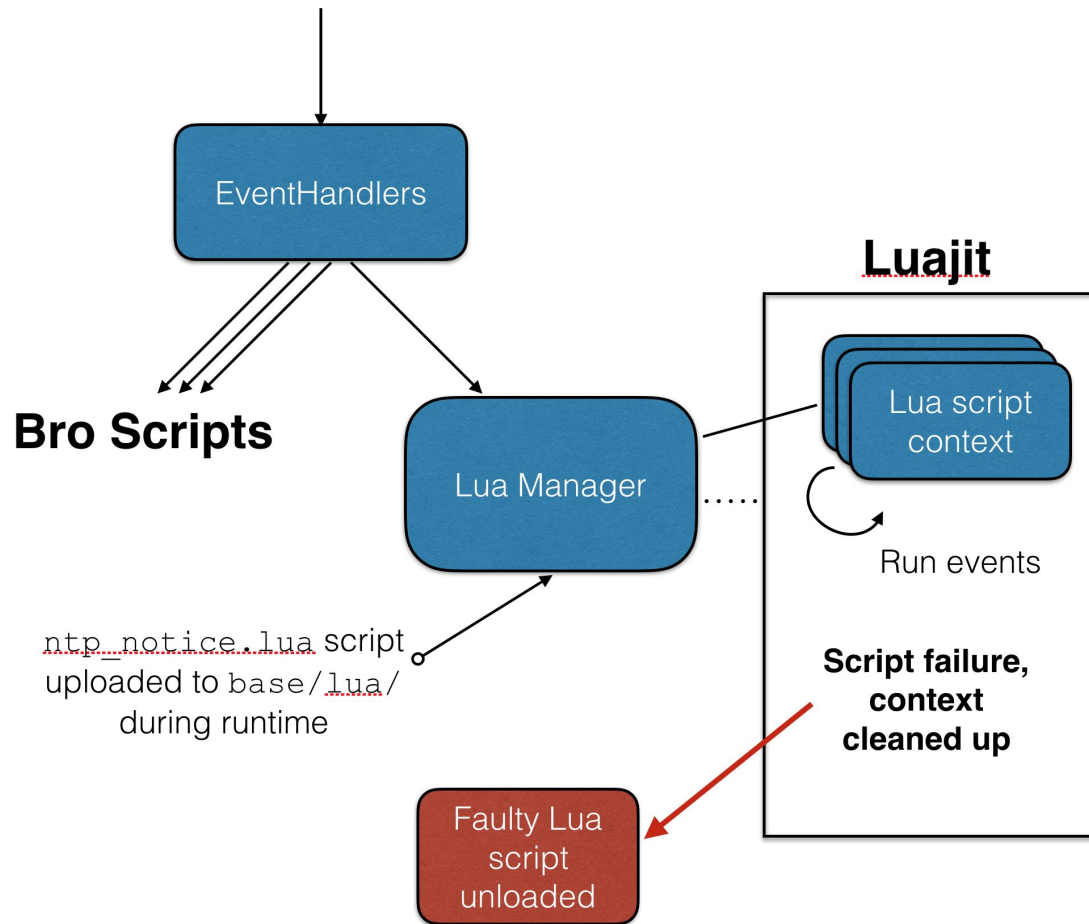 EventHandlers
Luajit
Bro Scripts
Lua script
context
Lua Manager
Run events
ntp_notice.lua script
uploaded to base/lua/
during runtime
Script failure,
context
cleaned up
Faulty Lua
script
unloaded